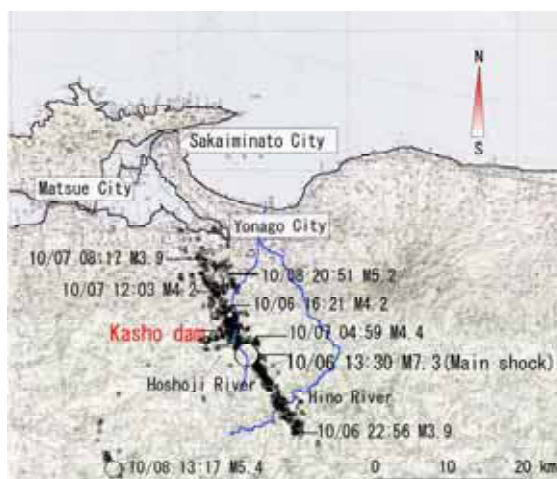 N
S
Sakaiminato City
Matsue City
Yonago City
10/07 08:17 M3.9
10/08 20:51 M5.2
10/07 12:03 M4.2
10/06 16:21 M4.2
Kasho dam
10/07 04:59 M4.4
10/06 13:30 M7.3(Main shock)
Hoshoji River
Hino River
10/06 22:56 M3.9
10/08 13:17 M5.4
0 10 20 km